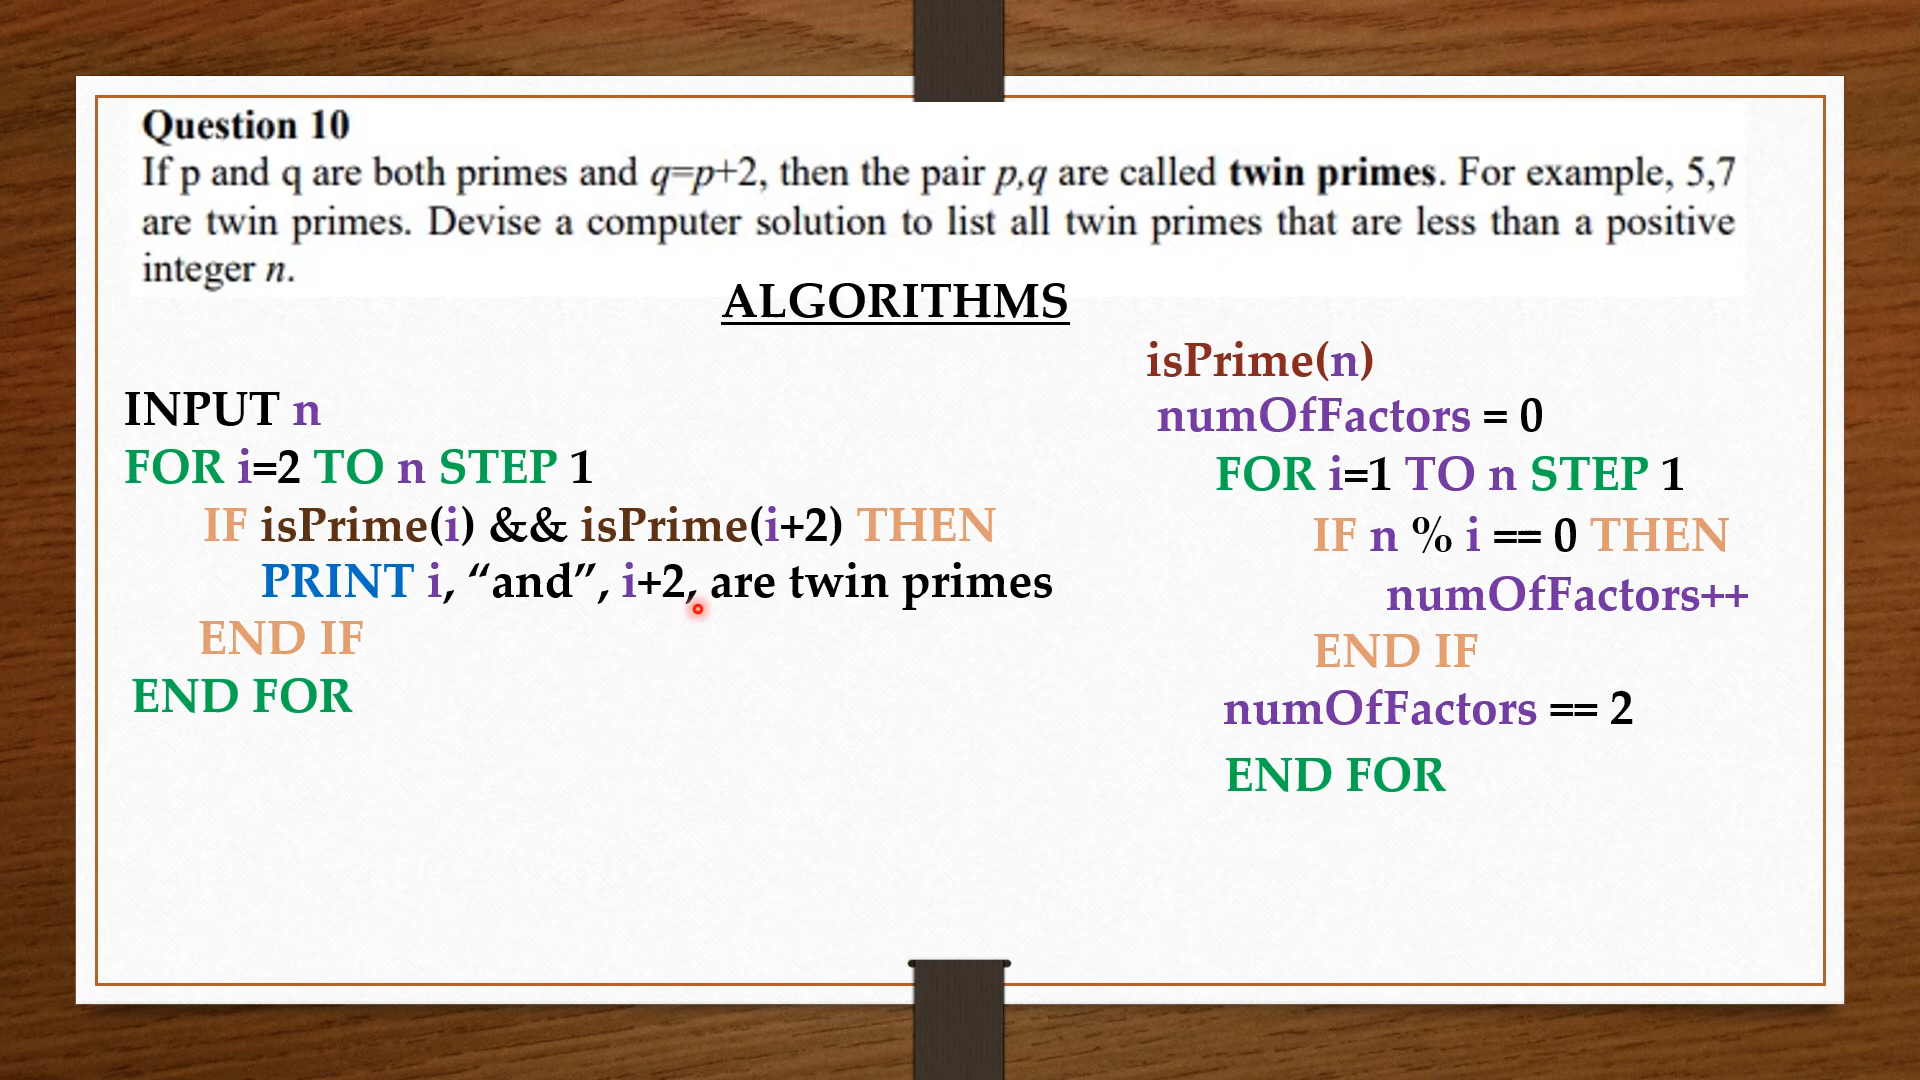 Question 10
If p and q are both primes and q=p+2, then the pair p,q are called twin primes. For example, 5,7
are twin primes. Devise a computer solution to list all twin primes that are less than a positive
integer n.
ALGORITHMS
INPUT n
FOR i=2 TO n STEP 1
IF isPrime(i) && isPrime(i+2) THEN
PRINT i, “and”, i+2, are twin primes
END IF
END FOR
isPrime(n)
numOfFactors = 0
FOR i=1 TO n STEP 1
IF n % i == 0 THEN
numOfFactors++
END IF
numOfFactors == 2
END FOR